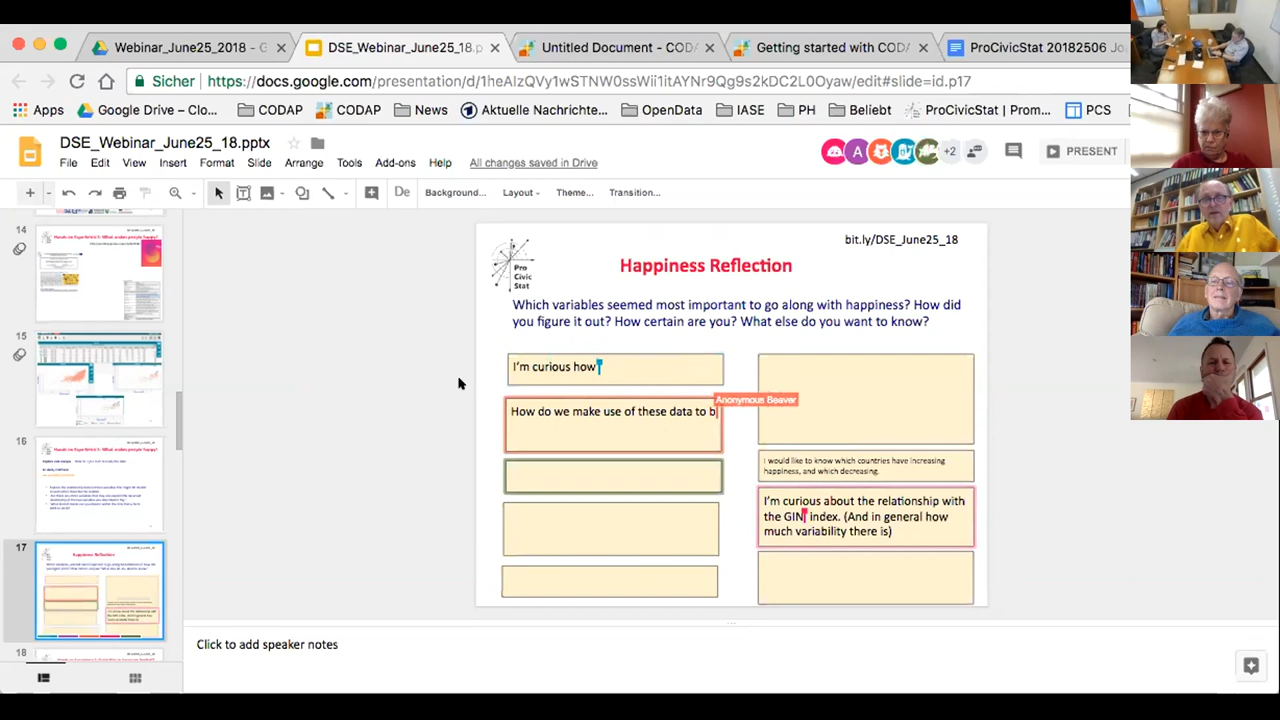 Webinar_June25_2018 - G
DSE_Webinar_June25_18.p
Untitled Document - CODA
Getting started with CODA
ProCivicStat 20182506 Jo
Sicher
https://docs.google.com/presentation/d/1heAIzQVy1wSTNW0ssWii1itAYNr9Qg9s2kDC2L0Oyaw/edit#slide=id.p17
Apps
Google Drive – Clo...
CODAP
CODAP
News
Aktuelle Nachrichte...
OpenData
IASE
PH
Beliebt
ProCivicStat | Prom...
PCS
DSE_Webinar_June25_18.pptx
File Edit View Insert Format Slide Arrange Tools Add-ons Help All changes saved in Drive
+2
PRESENT
De
Background...
Layout
Theme...
Transition...
14
15
16
17
Happiness Reflection
18
bit.ly/DSE_June25_18
Pro
Civic
Stat
Happiness Reflection
Which variables seemed most important to go along with happiness? How did
you figure it out? How certain are you? What else do you want to know?
I'm curious how
Anonymous Beaver
How do we make use of these data to b
know which countries have increasing
happiness, and which decreasing.
I'm curious about the relationship with
the GINI index. (And in general how
much variability there is)
Click to add speaker notes